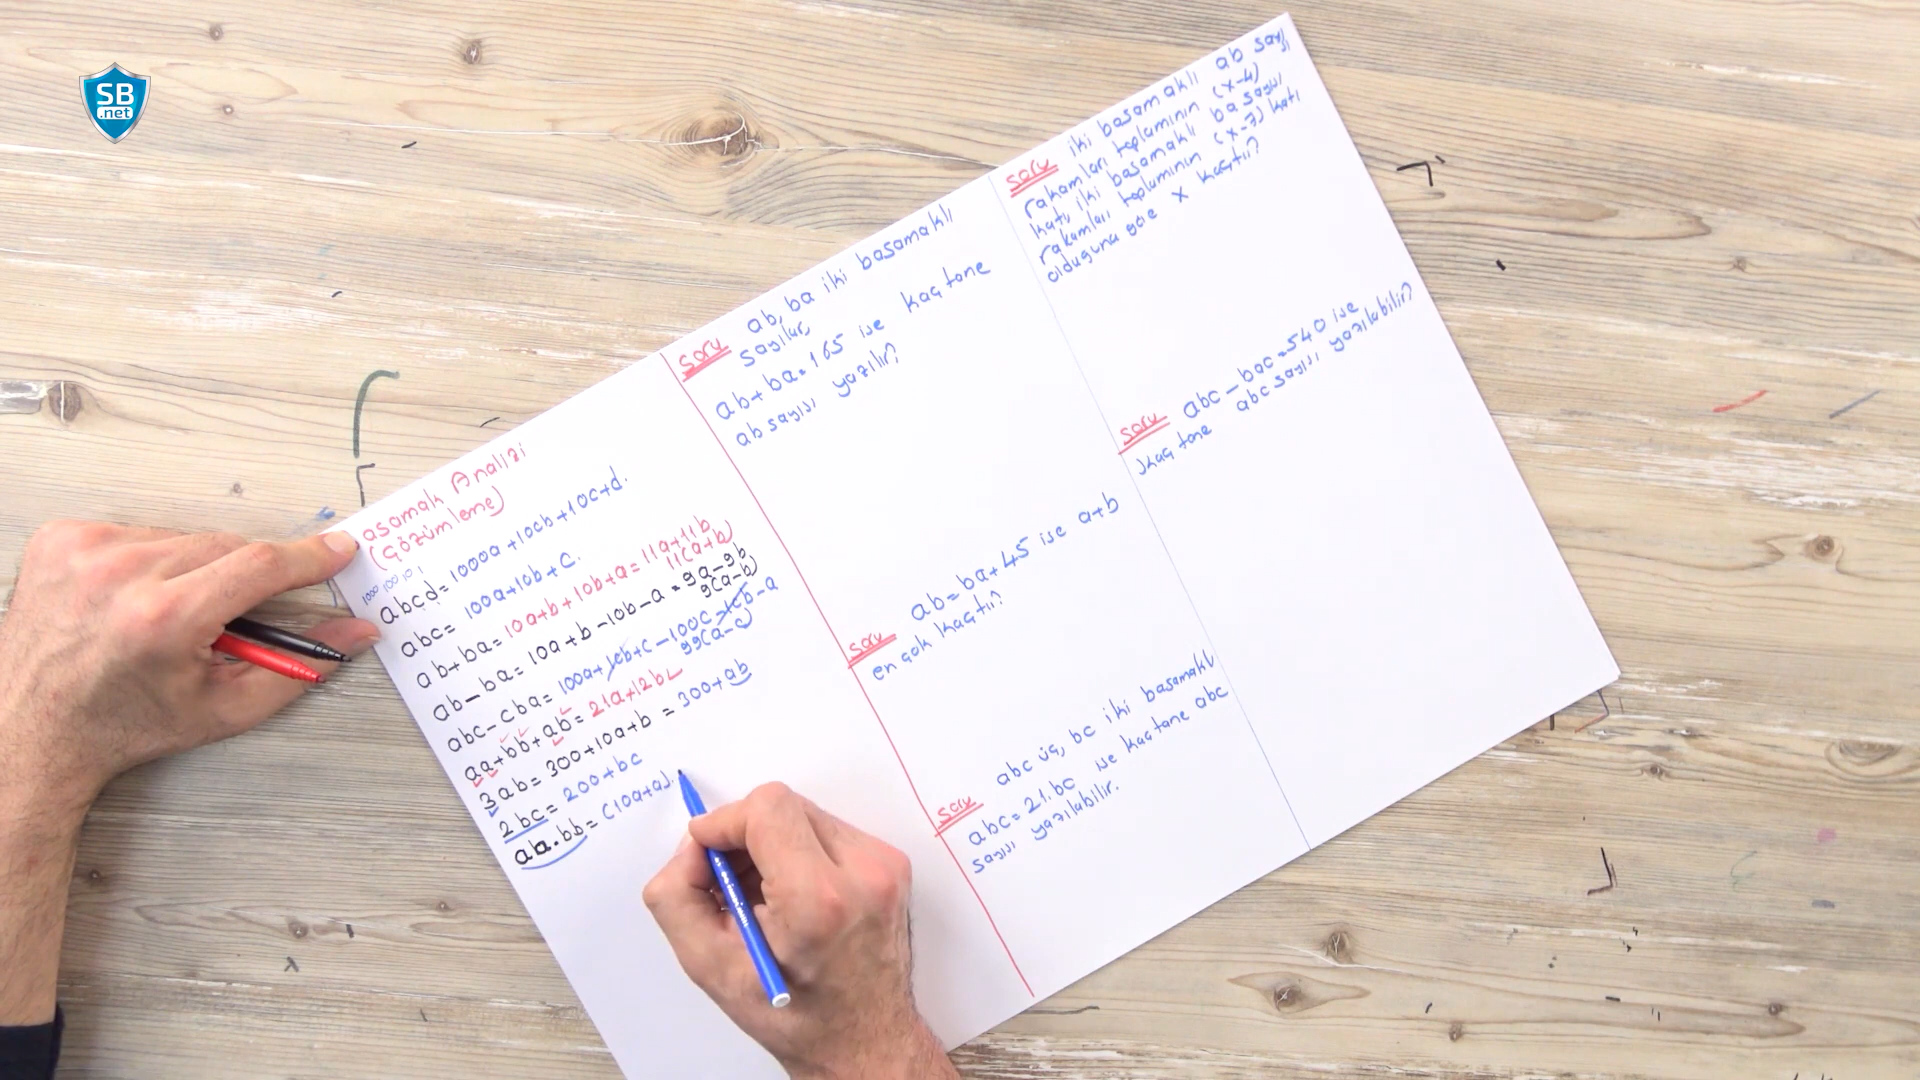 SB
.net
asamak Analizi
(Çözümleme)
1000 100 10 1
abcd = 1000a + 10cb + 10c + d.
abc = 100a + 10b + c.
ab + ba = 10a + b + 10b + a = 11a + 11b
11(a+b)
ab - ba = 10a + b - 10b - a = 9a - 9b
9(a-b)
abc - cba = 100a + 10b + c - 100c - 10b - a
99(a-c)
aa + bb + ab = 21a + 12b
3ab = 300 + 10a + b = 300 + ab
2bc = 200 + bc
aa.bb = (10a+a).
soru ab, ba iki basamaklı
sayılar,
ab + ba = 165 ise kaç tane
ab sayısı yazılır?
soru ab = ba + 45 ise a+b
en çok kaçtır?
soru abc üç, bc iki basamaklı
abc = 21.bc ise kaç tane abc
sayısı yazılabilir.
soru iki basamaklı ab sayı
rakamları toplamının (x-4)
katı, iki basamaklı ba sayısı
rakamları toplamının (x-7) katı
olduğuna göre x kaçtır?
soru abc - bac = 540 ise
kaç tane abc sayısı yazılabilir?